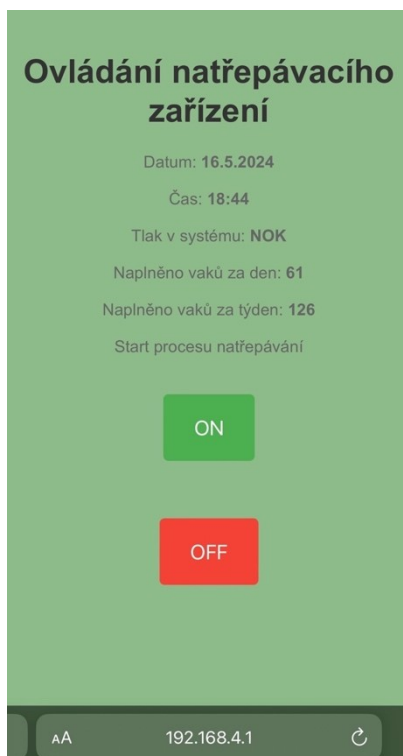 Ovládání natřepávacího
zařízení
Datum: 16.5.2024
Čas: 18:44
Tlak v systému: NOK
Naplněno vaků za den: 61
Naplněno vaků za týden: 126
Start procesu natřepávání
ON
OFF
AA 192.168.4.1